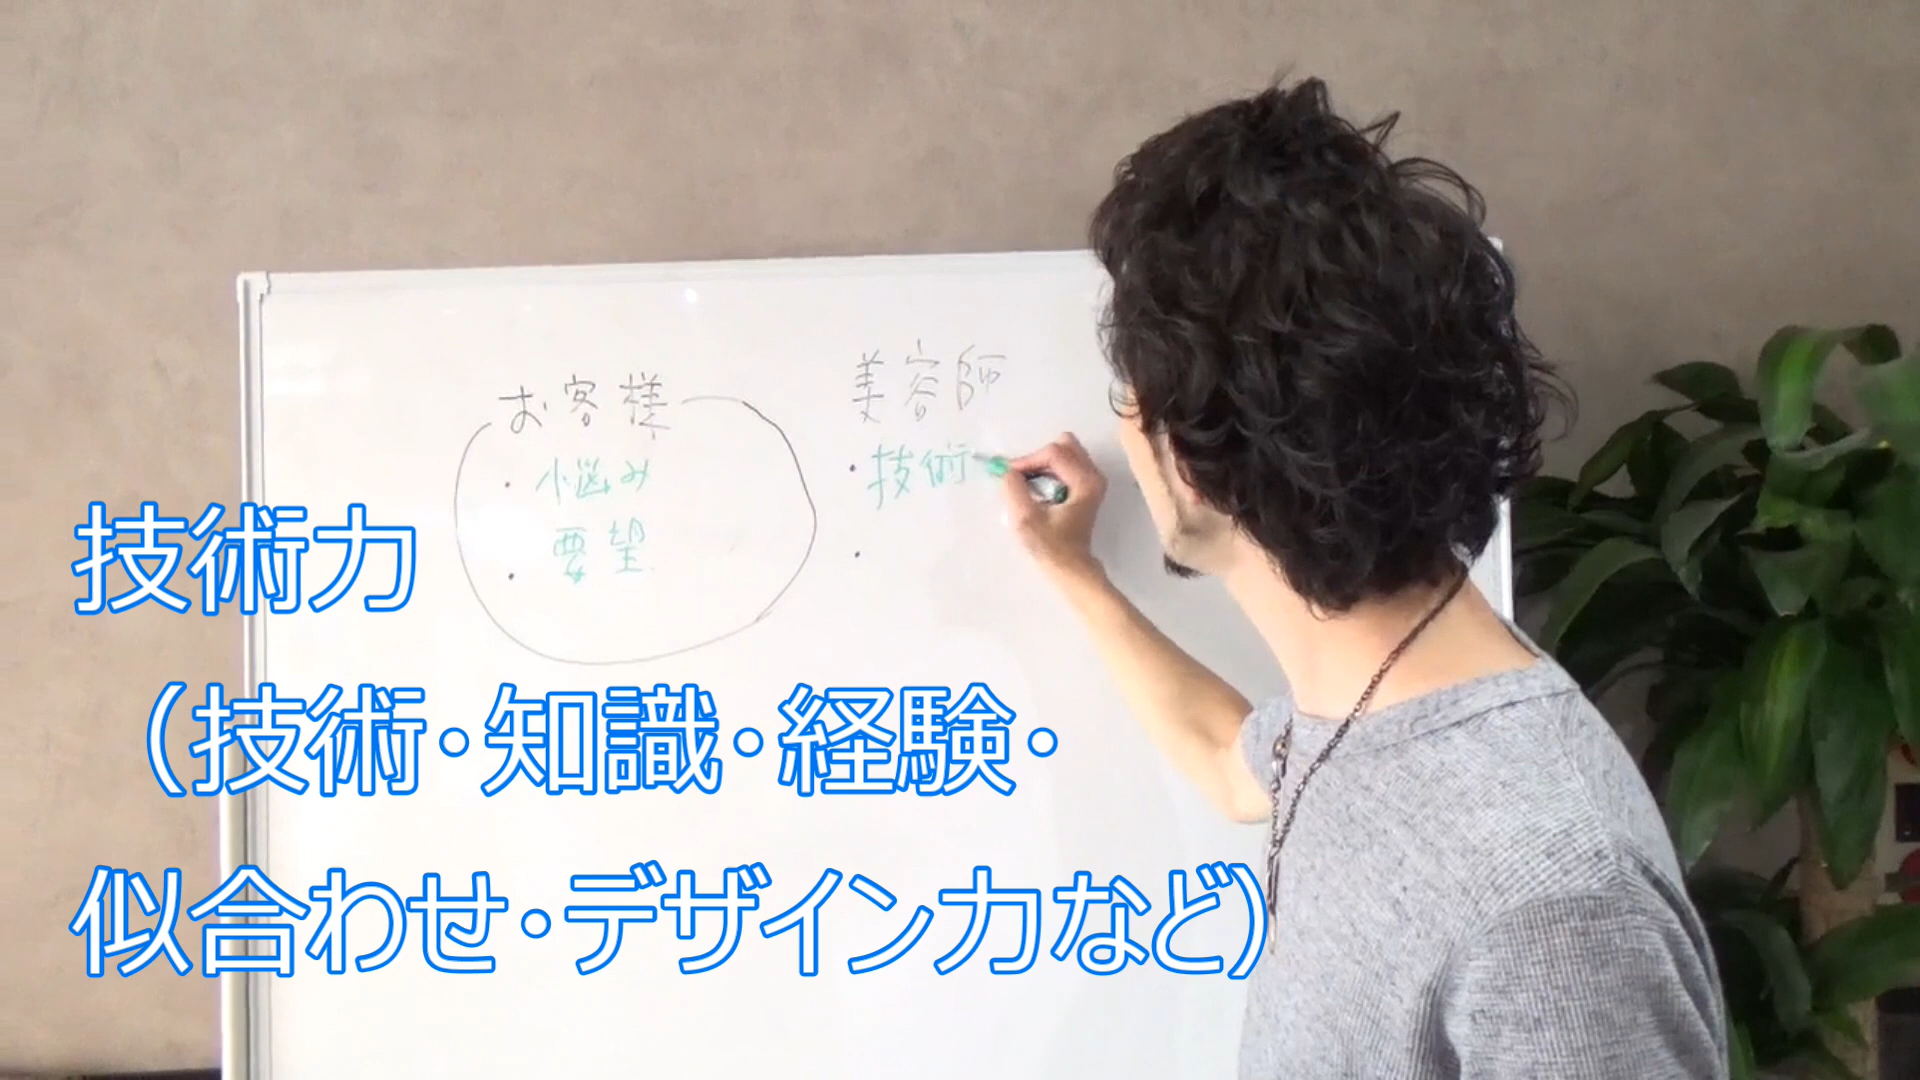 お客様
・悩み
・要望
美容師
・技術
・
技術力
（技術・知識・経験・
似合わせ・デザイン力など）